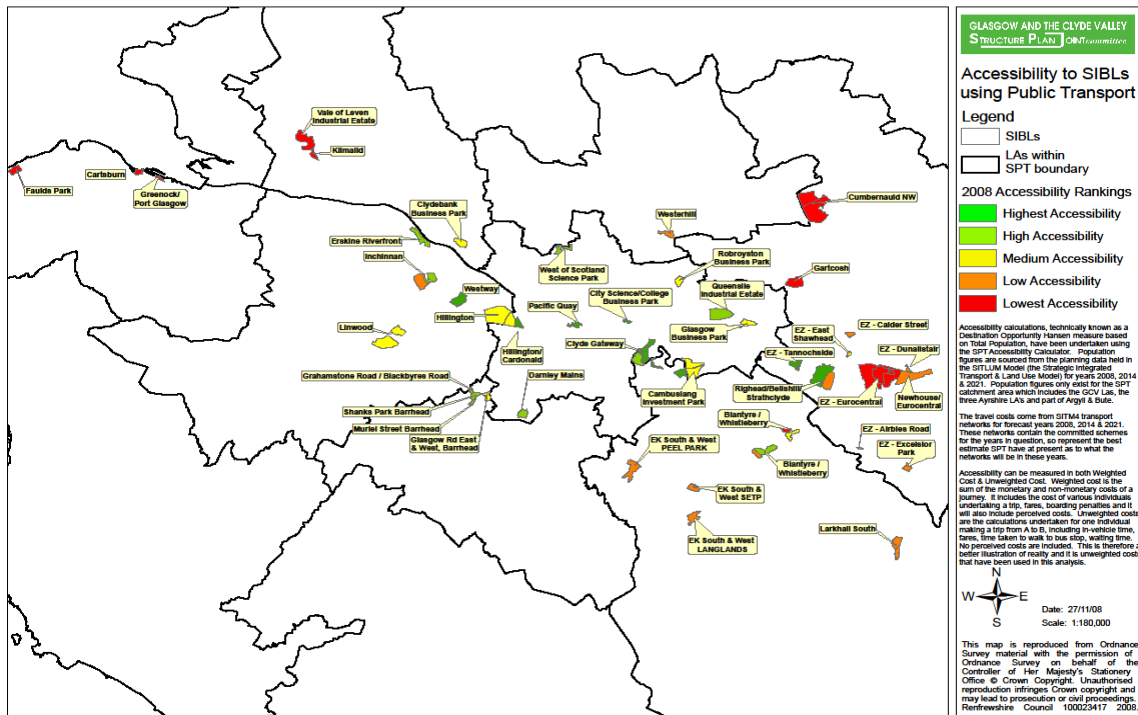 Vale of Leven
Industrial Estate
Kilmalid
Faulds Park
Cartsburn
Greenock/
Port Glasgow
Clydebank
Business Park
Erskine Riverfront
Inchinnan
Westway
Linwood
Hillington
Hillington/
Cardonald
West of Scotland
Science Park
Pacific Quay
City Science/College
Business Park
Clyde Gateway
Westerhill
Robroyston
Business Park
Queenslie
Industrial Estate
Glasgow
Business Park
Cumbernauld NW
Gartcosh
EZ - Calder Street
EZ - East
Shawhead
EZ - Dunalistair
EZ - Tannochside
Righead/Bellshill/
Strathclyde
EZ - Eurocentral
Newhouse/
Eurocentral
Cambuslang
Investment Park
Grahamstone Road / Blackbyres Road
Shanks Park Barrhead
Muriel Street Barrhead
Glasgow Rd East
& West, Barrhead
Darnley Mains
Blantyre /
Whistleberry
Blantyre /
Whistleberry
EZ - Airbles Road
EZ - Excelsior
Park
EK South & West
PEEL PARK
EK South &
West SETP
EK South & West
LANGLANDS
Larkhall South
GLASGOW AND THE CLYDE VALLEY
STRUCTURE PLAN JOINT committee
Accessibility to SIBLs
using Public Transport
Legend
SIBLs
LAs within
SPT boundary
2008 Accessibility Rankings
Highest Accessibility
High Accessibility
Medium Accessibility
Low Accessibility
Lowest Accessibility
Accessibility calculations, technically known as a
Destination Opportunity Hansen measure based
on Total Population, have been undertaken using
the SPT Accessibility Calculator. Population
figures are sourced from the planning data held in
the SITLUM Model (the Strategic Integrated
Transport & Land Use Model) for years 2008, 2014
& 2021. Population figures only exist for the SPT
catchment area which includes the GCV Las, the
three Ayrshire LA's and part of Argyll & Bute.
The travel costs come from SITM4 transport
networks for forecast years 2008, 2014 & 2021.
These networks contain the committed schemes
for the years in question, so represent the best
estimate SPT have at present as to what the
networks will be in these years.
Accessibility can be measured in both Weighted
Cost & Unweighted Cost. Weighted cost is the
sum of the monetary and non-monetary costs of a
journey. It includes the cost of various individuals
undertaking a trip, fares, boarding penalties and it
will also include perceived costs. Unweighted costs
are the calculations undertaken for one individual
making a trip from A to B, including in-vehicle time,
fares, time taken to walk to bus stop, waiting time.
No perceived costs are included. This is therefore a
better illustration of reality and it is unweighted costs
that have been used in this analysis.
N
W E
S
Date: 27/11/08
Scale: 1:180,000
This map is reproduced from Ordnance
Survey material with the permission of
Ordnance Survey on behalf of the
Controller of Her Majesty's Stationery
Office © Crown Copyright. Unauthorised
reproduction infringes Crown copyright and
may lead to prosecution or civil proceedings.
Renfrewshire Council 100023417 2008.